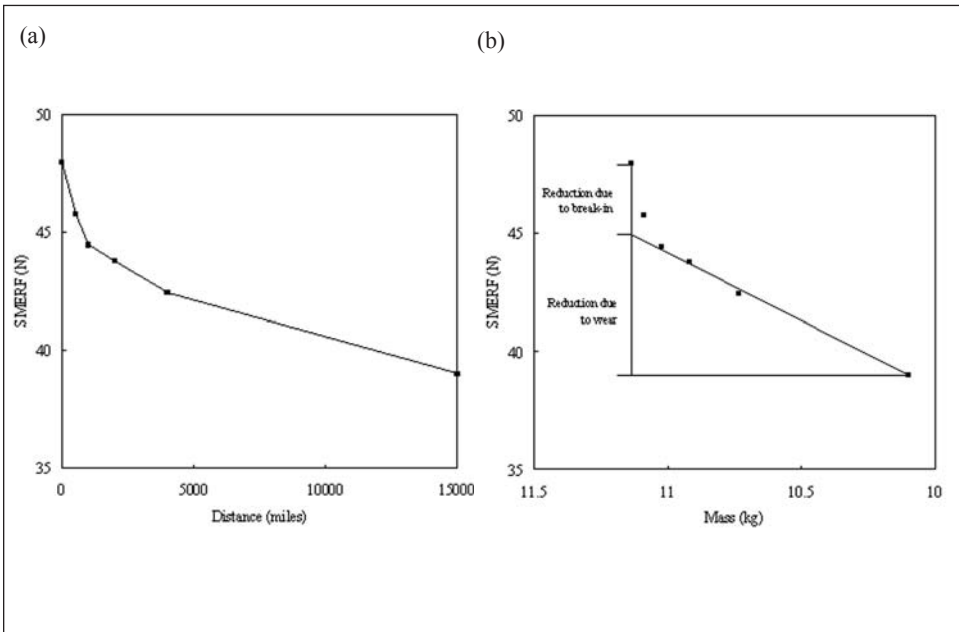 (a)
50
45
40
35
SMERF (N)
0
5000
10000
15000
Distance (miles)
(b)
50
45
40
35
SMERF (N)
Reduction due
to break-in
Reduction due
to wear
11.5
11
10.5
10
Mass (kg)